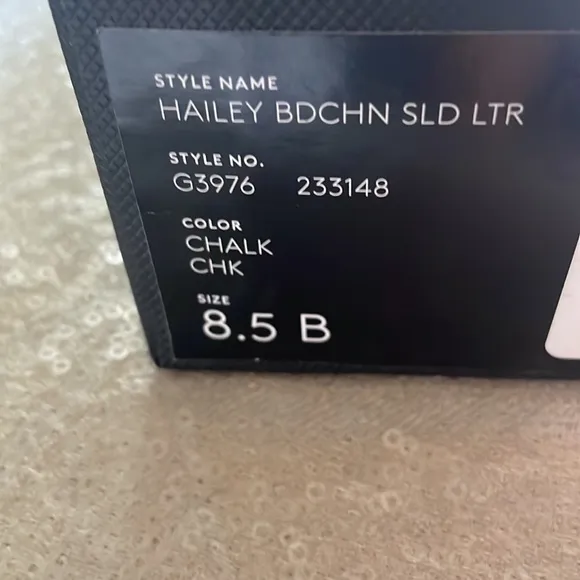 STYLE NAME
HAILEY BDCHN SLD LTR
STYLE NO.
G3976 233148
COLOR
CHALK
CHK
SIZE
8.5 B